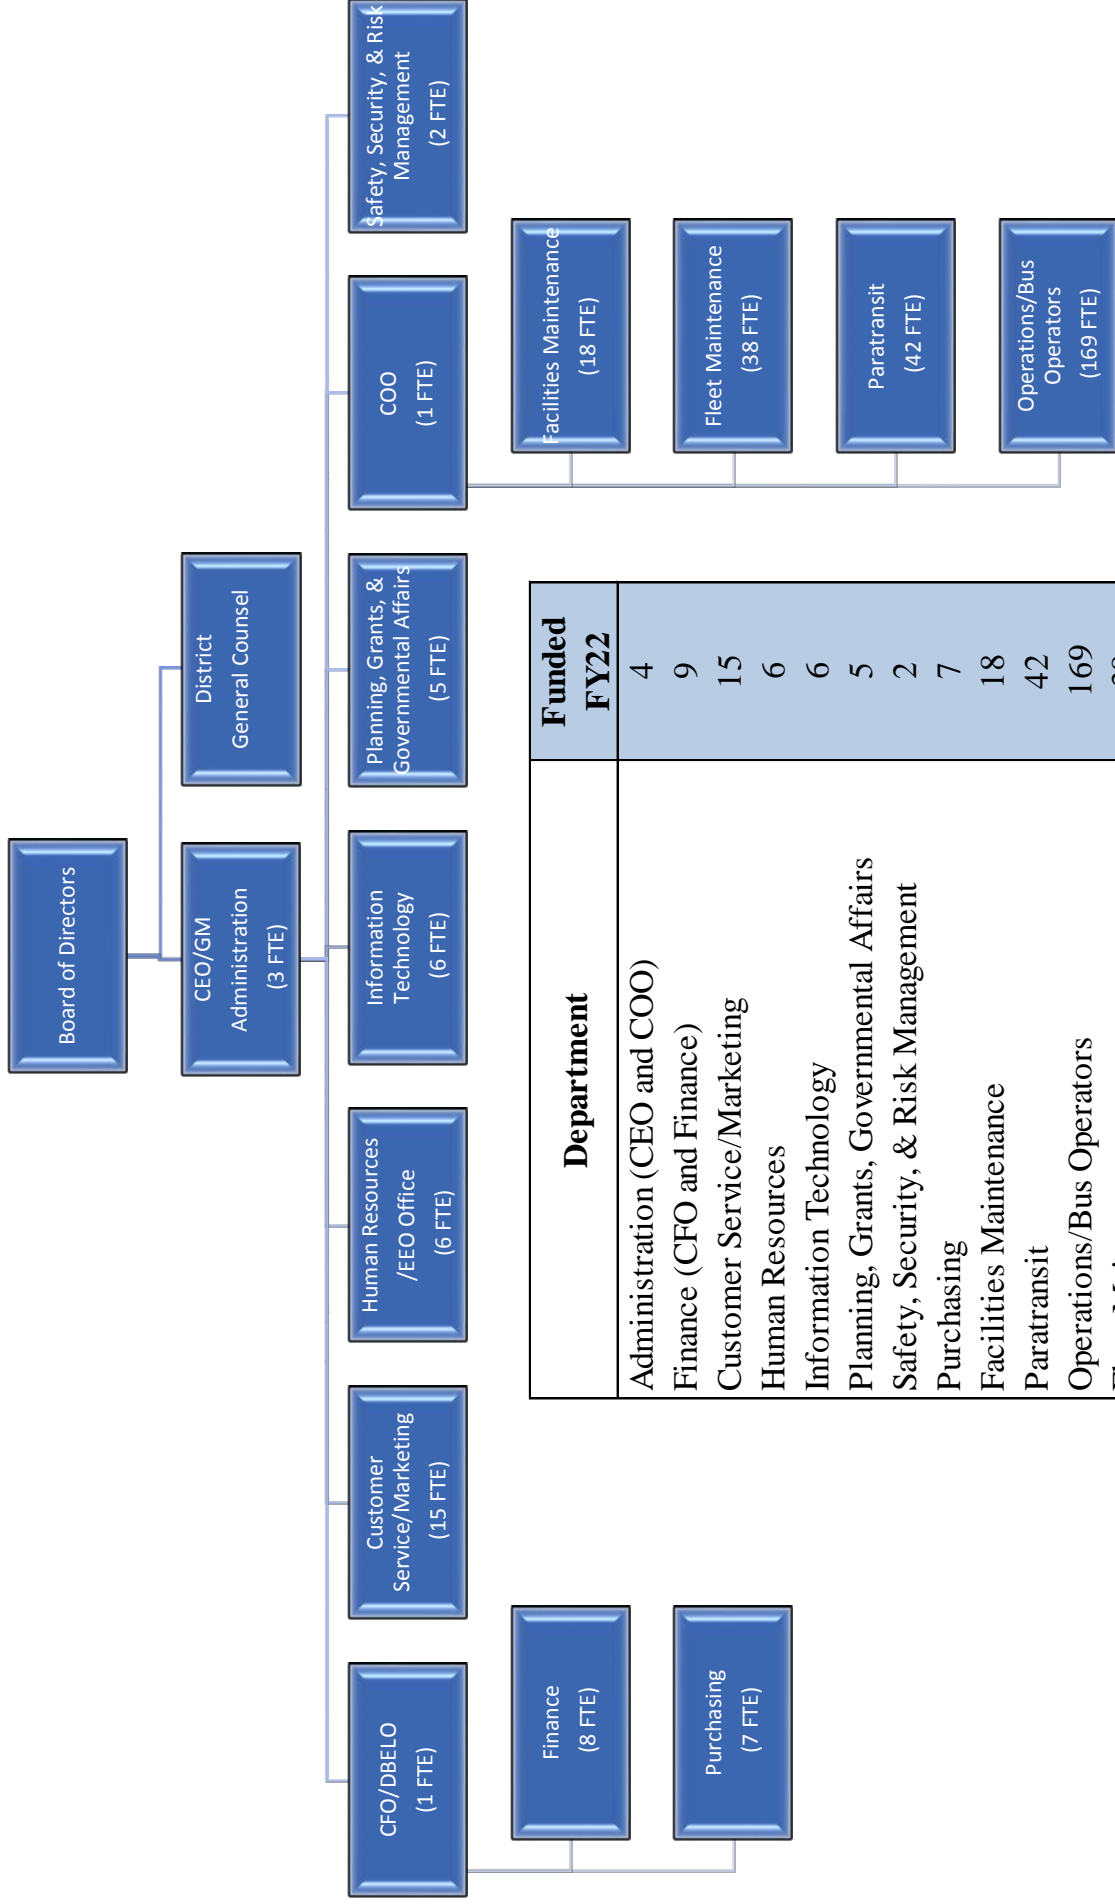 Board of Directors
CEO/GM
Administration
(3 FTE)
District
General Counsel
CFO/DBELO
(1 FTE)
Customer
Service/Marketing
(15 FTE)
Human Resources
/EEO Office
(6 FTE)
Information
Technology
(6 FTE)
Planning, Grants, &
Governmental Affairs
(5 FTE)
COO
(1 FTE)
Safety, Security, & Risk
Management
(2 FTE)
Finance
(8 FTE)
Purchasing
(7 FTE)
Facilities Maintenance
(18 FTE)
Fleet Maintenance
(38 FTE)
Paratransit
(42 FTE)
Operations/Bus
Operators
(169 FTE)
Department Funded
FY22
Administration (CEO and COO) 4
Finance (CFO and Finance) 9
Customer Service/Marketing 15
Human Resources 6
Information Technology 6
Planning, Grants, Governmental Affairs 5
Safety, Security, & Risk Management 2
Purchasing 7
Facilities Maintenance 18
Paratransit 42
Operations/Bus Operators 169